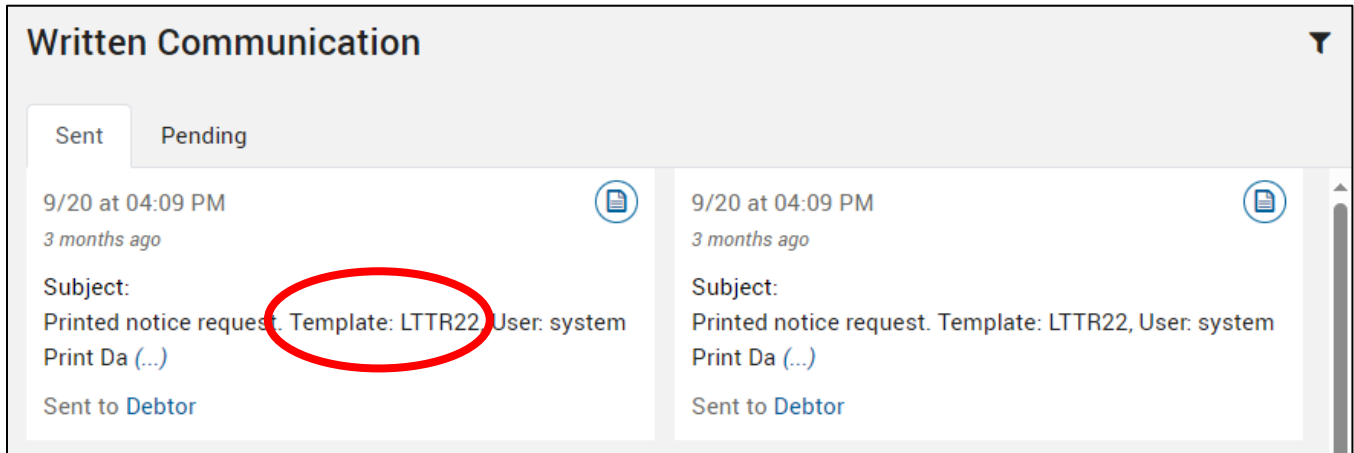 Written Communication
Sent
Pending
9/20 at 04:09 PM
3 months ago
Subject:
Printed notice request. Template: LTTR22, User: system
Print Da (...)
Sent to Debtor
9/20 at 04:09 PM
3 months ago
Subject:
Printed notice request. Template: LTTR22, User: system
Print Da (...)
Sent to Debtor